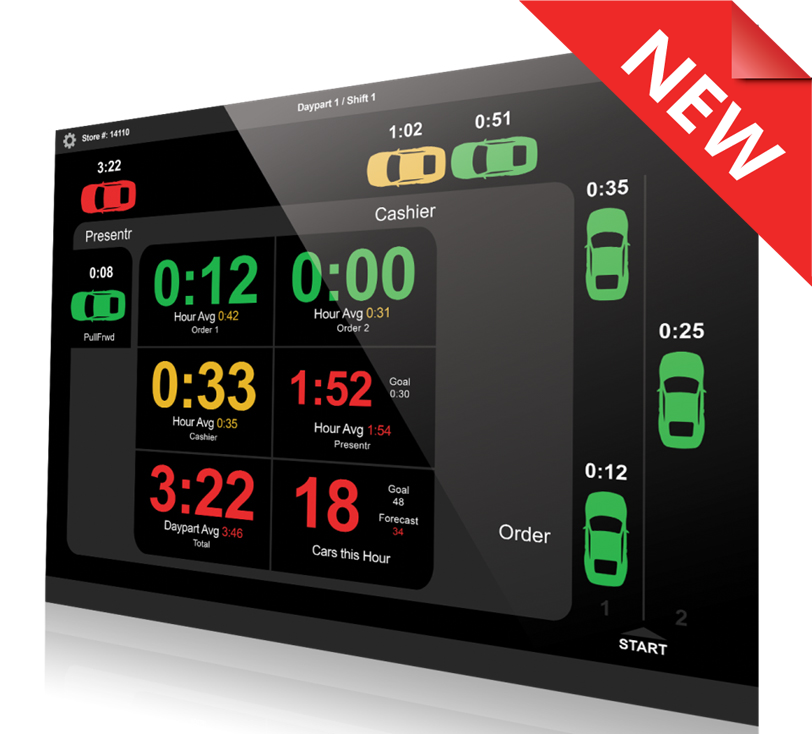 NEW
Daypart 1 / Shift 1
Store #: 14110
3:22
1:02
0:51
0:35
Cashier
Presentr
0:08
PullFrwd
0:12
Hour Avg 0:42
Order 1
0:00
Hour Avg 0:31
Order 2
0:25
0:33
Hour Avg 0:35
Cashier
1:52
Goal
0:30
Hour Avg 1:54
Presentr
3:22
Daypart Avg 3:46
Total
18
Goal
48
Forecast
34
Cars this Hour
0:12
Order
1
2
START